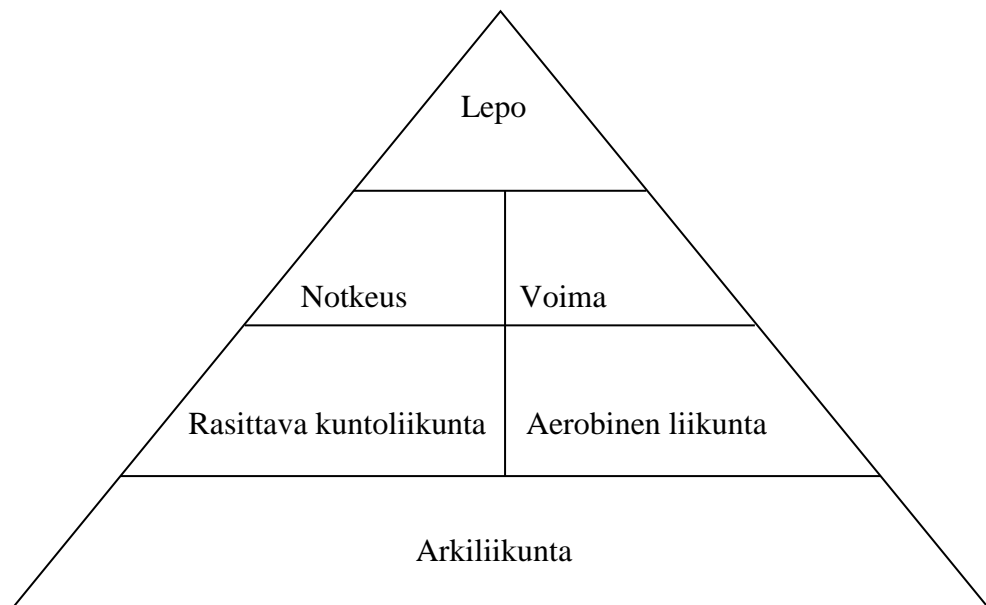 Lepo
Notkeus
Voima
Rasittava kuntoliikunta
Aerobinen liikunta
Arkiliikunta